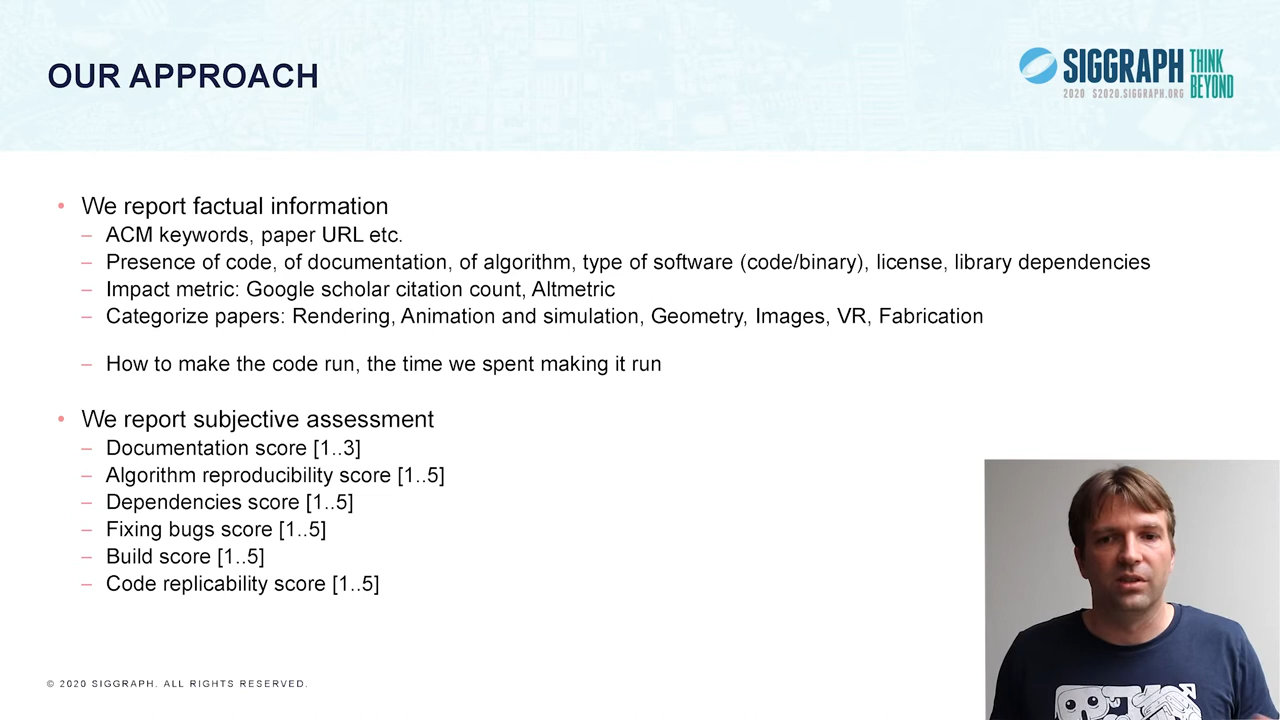 OUR APPROACH
SIGGRAPH THINK BEYOND
2020 S2020.SIGGRAPH.ORG
• We report factual information
– ACM keywords, paper URL etc.
– Presence of code, of documentation, of algorithm, type of software (code/binary), license, library dependencies
– Impact metric: Google scholar citation count, Altmetric
– Categorize papers: Rendering, Animation and simulation, Geometry, Images, VR, Fabrication
– How to make the code run, the time we spent making it run
• We report subjective assessment
– Documentation score [1..3]
– Algorithm reproducibility score [1..5]
– Dependencies score [1..5]
– Fixing bugs score [1..5]
– Build score [1..5]
– Code replicability score [1..5]
© 2020 SIGGRAPH. ALL RIGHTS RESERVED.